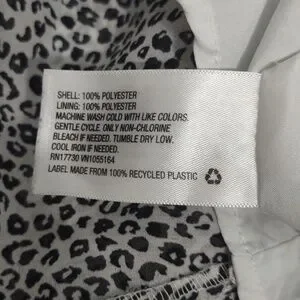 SHELL: 100% POLYESTER
LINING: 100% POLYESTER
MACHINE WASH COLD WITH LIKE COLORS.
GENTLE CYCLE. ONLY NON-CHLORINE
BLEACH IF NEEDED. TUMBLE DRY LOW.
COOL IRON IF NEEDED.
RN17730 VN1055164
LABEL MADE FROM 100% RECYCLED PLASTIC